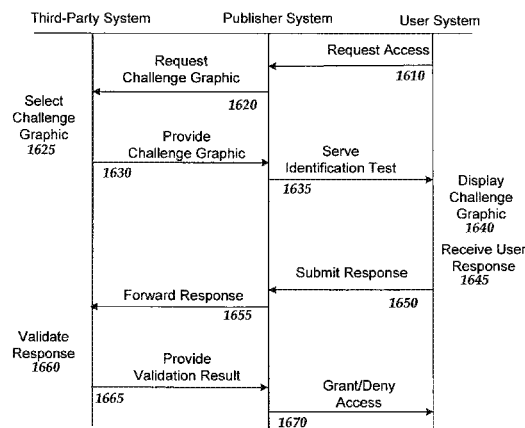 Third-Party System
Publisher System
User System
Request Access
1610
Request
Challenge Graphic
1620
Select
Challenge
Graphic
1625
Provide
Challenge Graphic
1630
Serve
Identification Test
1635
Display
Challenge
Graphic
1640
Receive User
Response
1645
Submit Response
1650
Forward Response
1655
Validate
Response
1660
Provide
Validation Result
1665
Grant/Deny
Access
1670